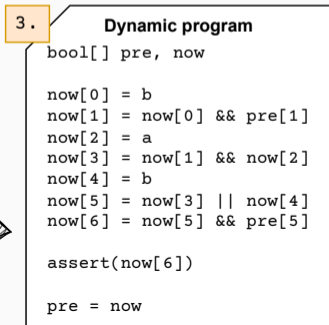 3.
Dynamic program
bool[] pre, now
now[0] = b
now[1] = now[0] && pre[1]
now[2] = a
now[3] = now[1] && now[2]
now[4] = b
now[5] = now[3] || now[4]
now[6] = now[5] && pre[5]
assert(now[6])
pre = now